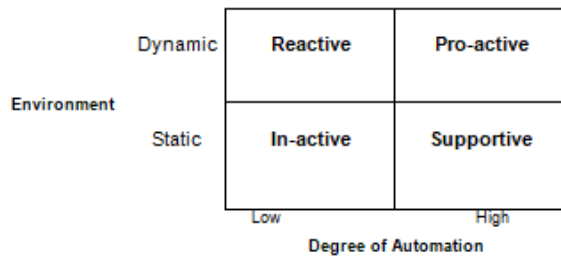 Dynamic
Reactive
Pro-active
Environment
Static
In-active
Supportive
Low
High
Degree of Automation